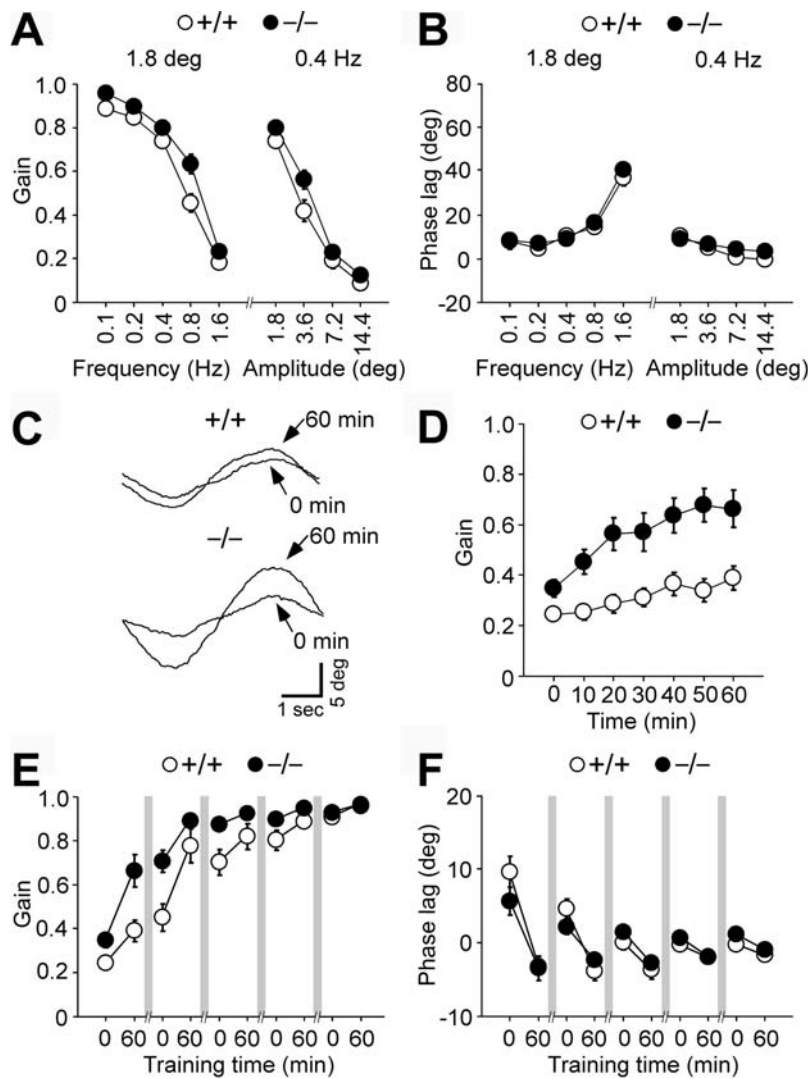 A
+/+ −/−
1.8 deg 0.4 Hz
1.0
0.8
0.6
0.4
0.2
0
Gain
0.1 0.2 0.4 0.8 1.6 1.8 3.6 7.2 14.4
Frequency (Hz) Amplitude (deg)
B
+/+ −/−
1.8 deg 0.4 Hz
80
60
40
20
0
-20
Phase lag (deg)
0.1 0.2 0.4 0.8 1.6 1.8 3.6 7.2 14.4
Frequency (Hz) Amplitude (deg)
C
+/+
60 min
0 min
−/−
60 min
0 min
5 deg
1 sec
D
+/+ −/−
1.0
0.8
0.6
0.4
0.2
0
Gain
0 10 20 30 40 50 60
Time (min)
E
+/+ −/−
1.0
0.8
0.6
0.4
0.2
0
Gain
0 60 0 60 0 60 0 60 0 60
Training time (min)
F
+/+ −/−
20
10
0
-10
Phase lag (deg)
0 60 0 60 0 60 0 60 0 60
Training time (min)